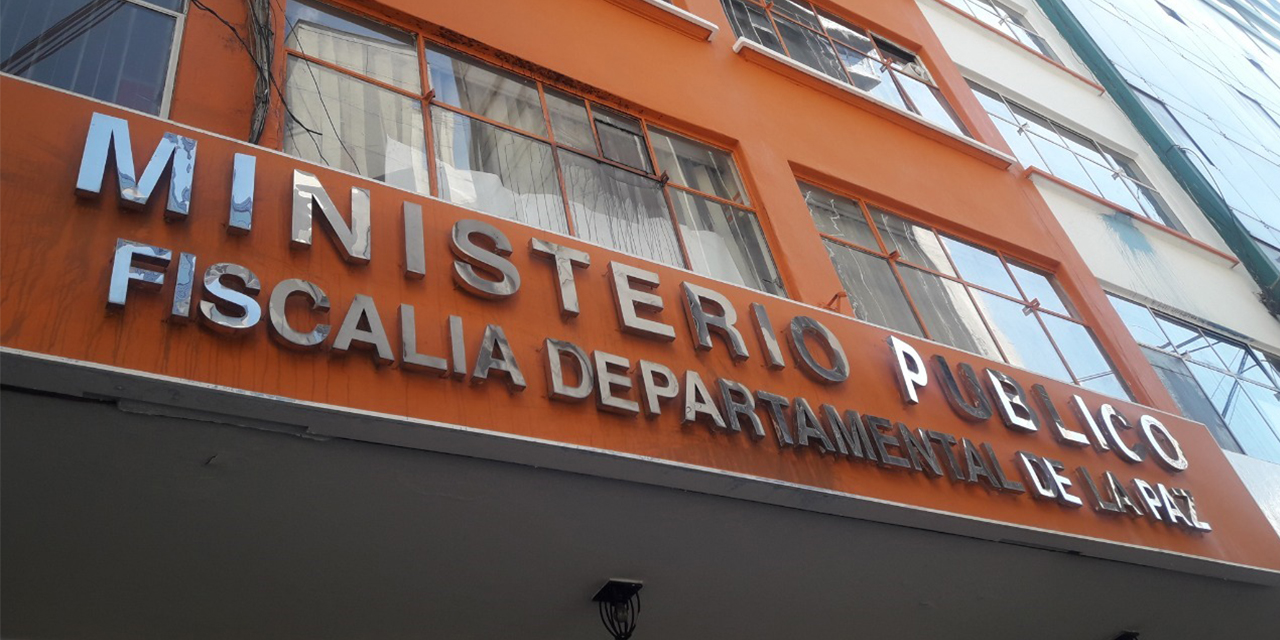 MINISTERIO PUBLICO
FISCALIA DEPARTAMENTAL DE LA PAZ